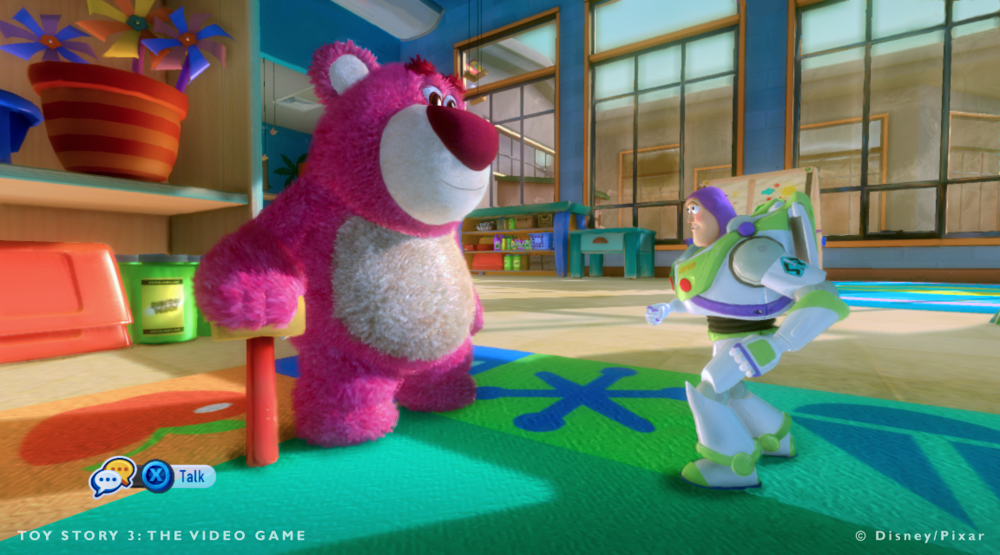 X Talk
TOY STORY 3: THE VIDEO GAME
© Disney/Pixar